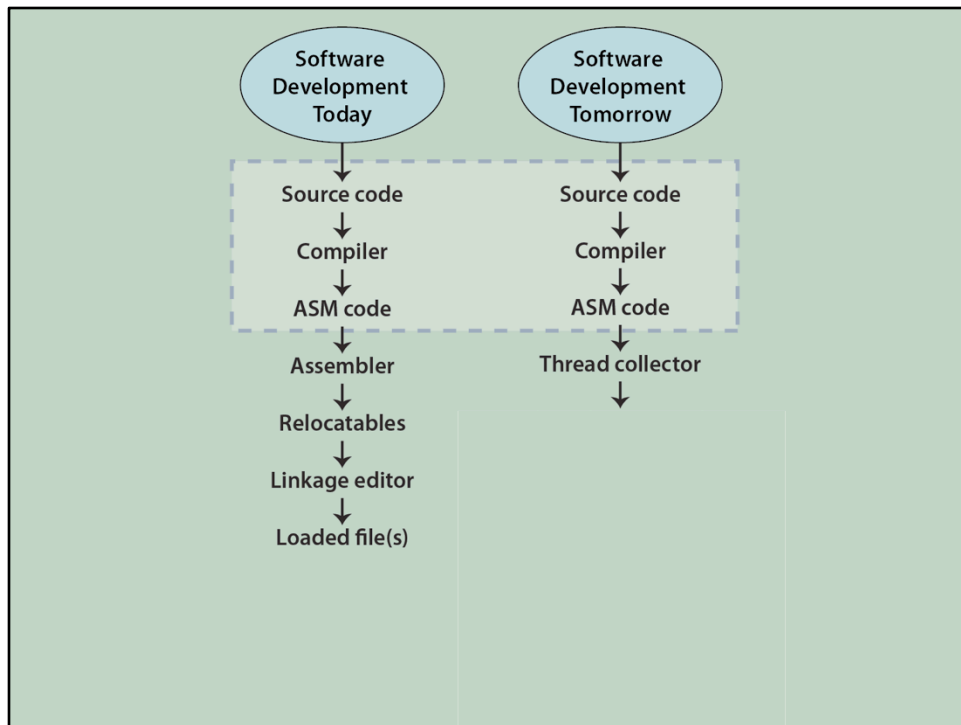 Software
Development
Today
Source code
Compiler
ASM code
Assembler
Relocatables
Linkage editor
Loaded file(s)
Software
Development
Tomorrow
Source code
Compiler
ASM code
Thread collector